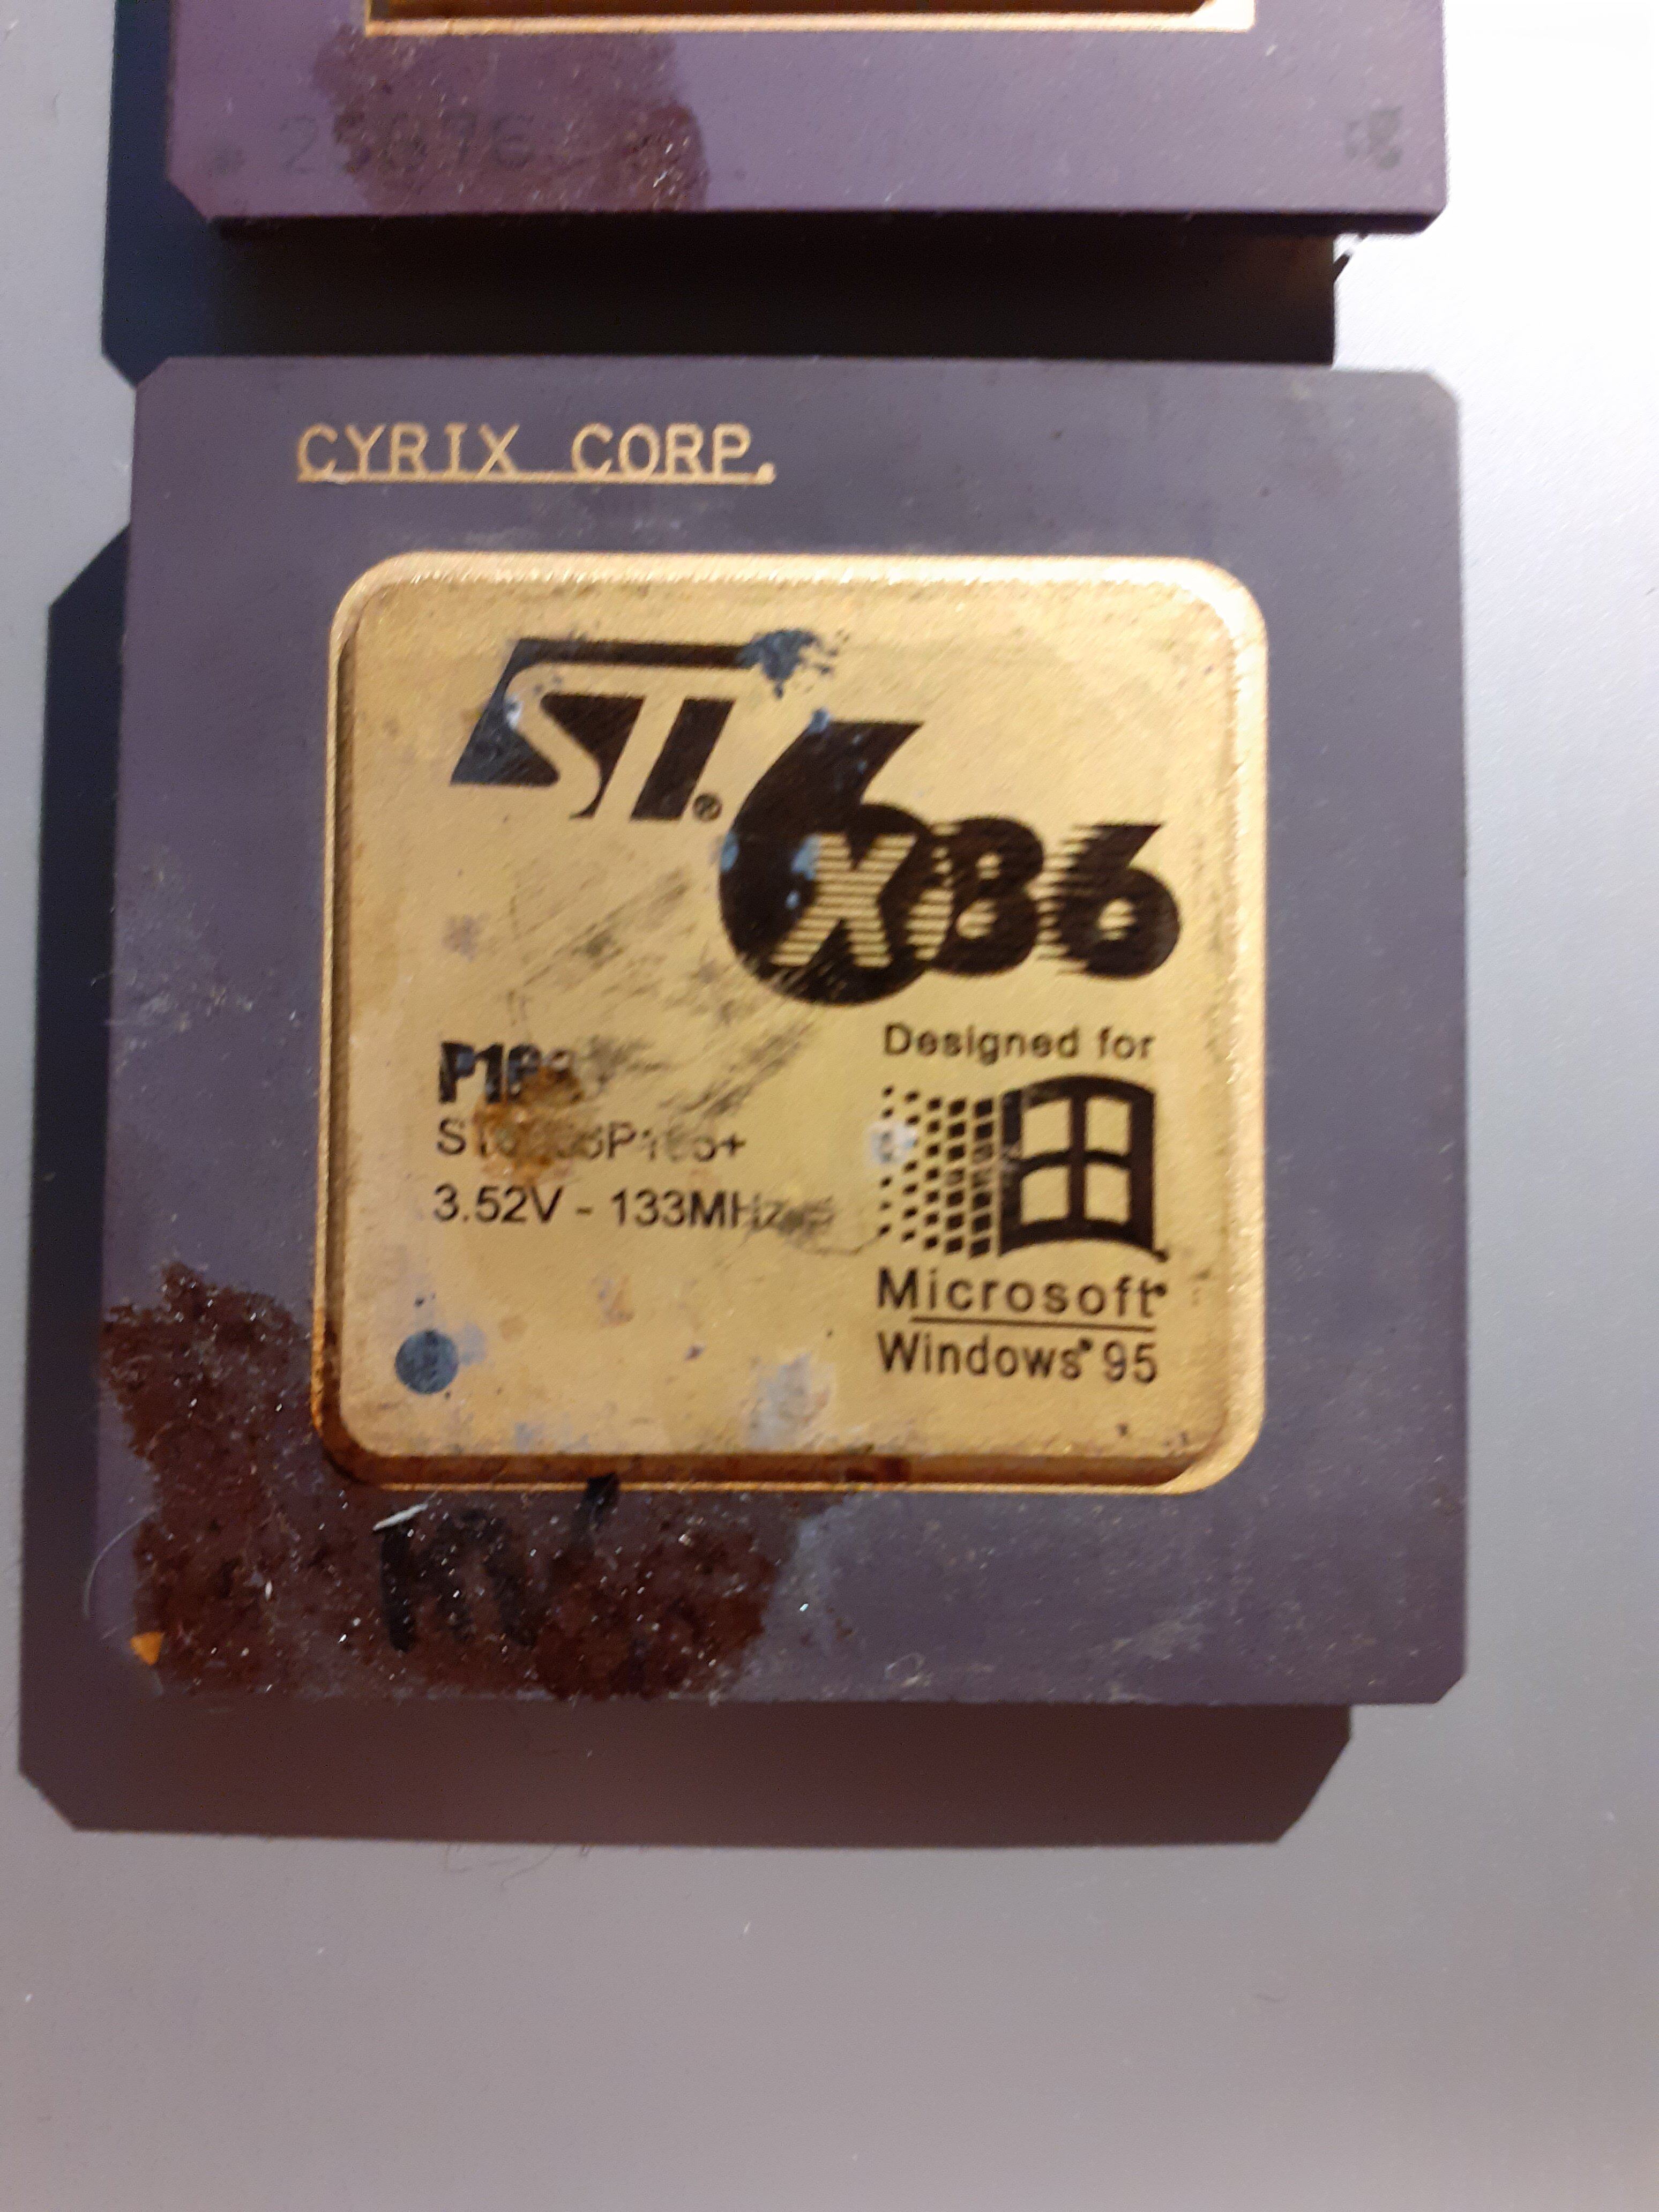 CYRIX CORP.
ST®
6x86
Designed for
3.52V - 133MHz
Microsoft®
Windows® 95